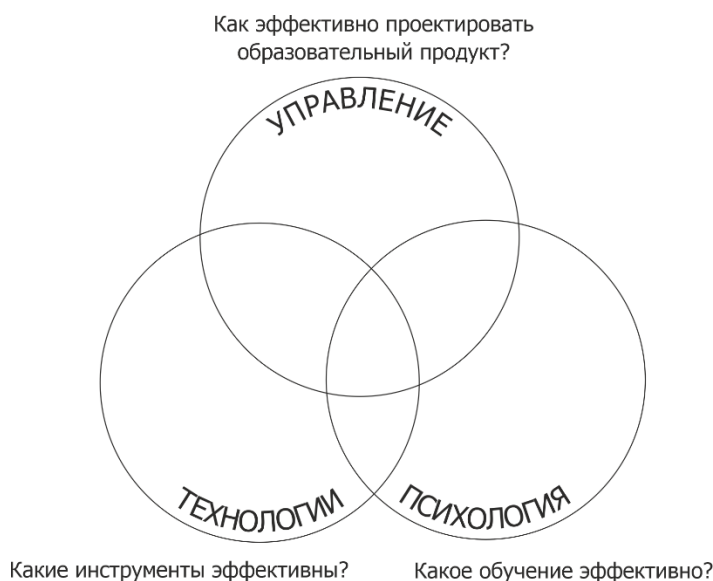 Как эффективно проектировать
образовательный продукт?
УПРАВЛЕНИЕ
ТЕХНОЛОГИИ
ПСИХОЛОГИЯ
Какие инструменты эффективны?
Какое обучение эффективно?